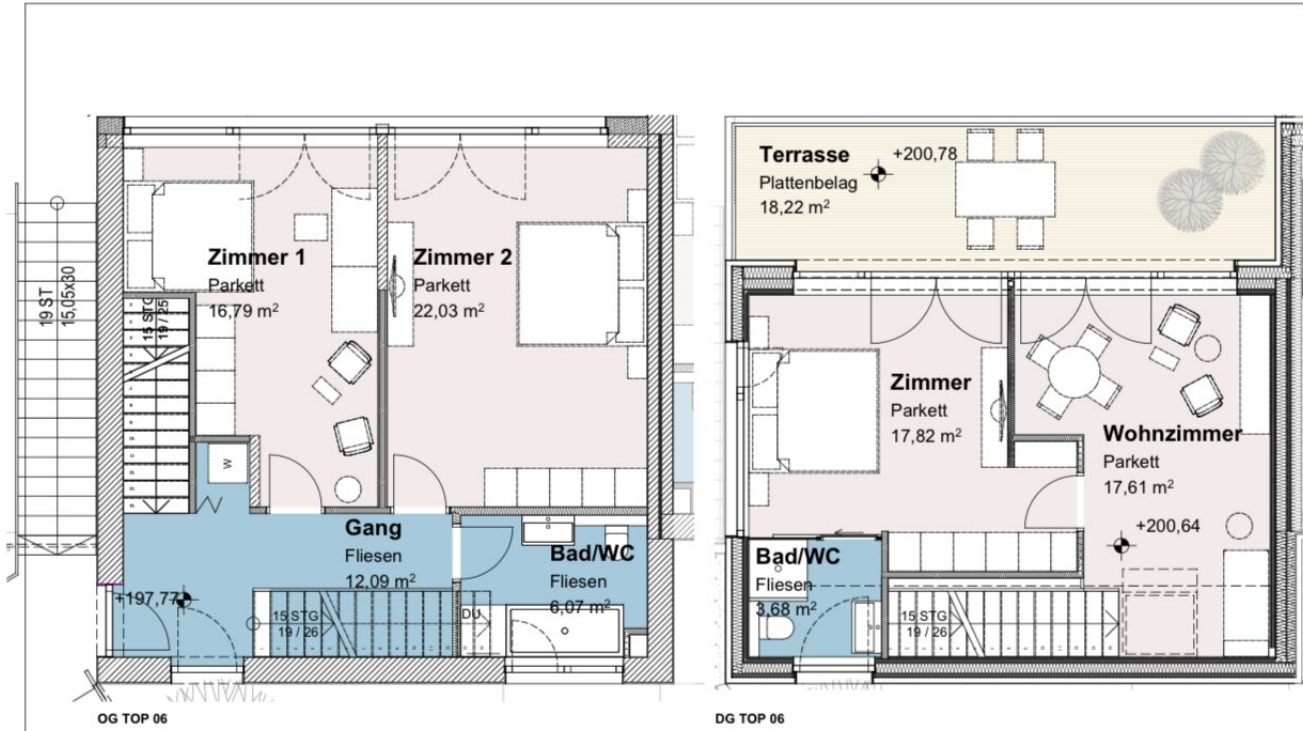 19 ST
15,05x30
Zimmer 1
Parkett
16,79 m²
15 STG
19 / 25
Zimmer 2
Parkett
22,03 m²
W
Gang
Fliesen
12,09 m²
Bad/WC
Fliesen
6,07 m²
+197,77
15 STG
19 / 26
DU
OG TOP 06
Terrasse
Plattenbelag
18,22 m²
+200,78
Zimmer
Parkett
17,82 m²
Wohnzimmer
Parkett
17,61 m²
+200,64
Bad/WC
Fliesen
3,68 m²
15 STG
19 / 26
DG TOP 06